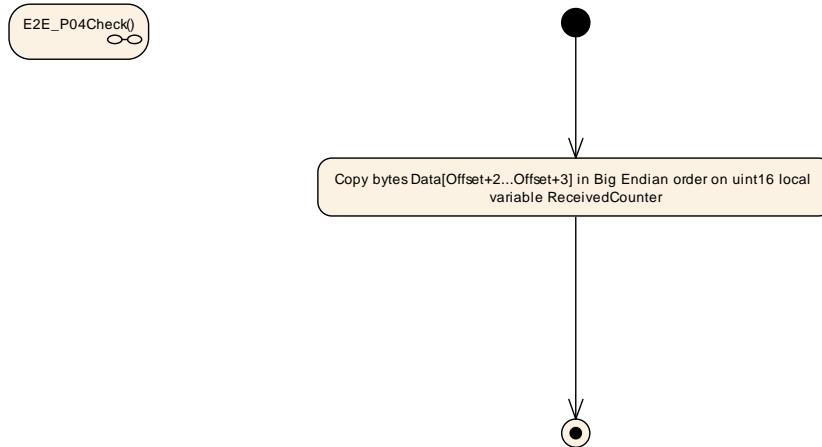 E2E_P04Check()
Copy bytes Data[Offset+2...Offset+3] in Big Endian order on uint16 local
variable ReceivedCounter